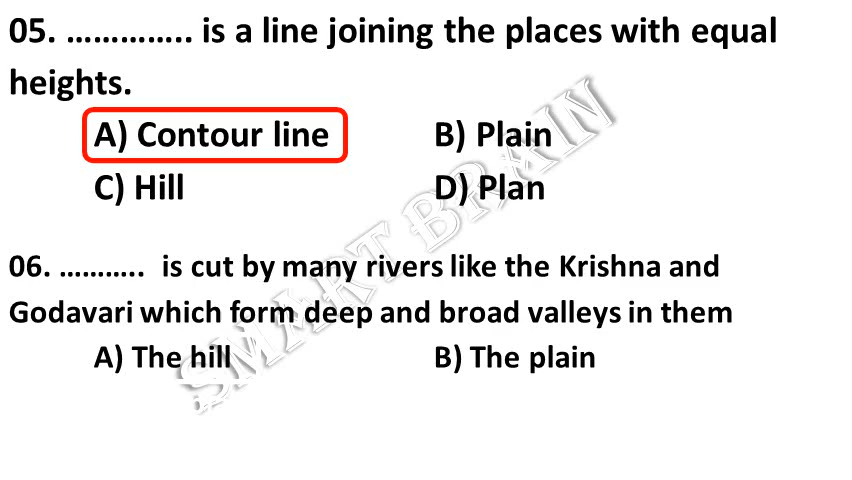 05. ………….. is a line joining the places with equal
heights.
A) Contour line B) Plain
C) Hill D) Plan
06. ……….. is cut by many rivers like the Krishna and
Godavari which form deep and broad valleys in them
A) The hill B) The plain
SMART BRAIN